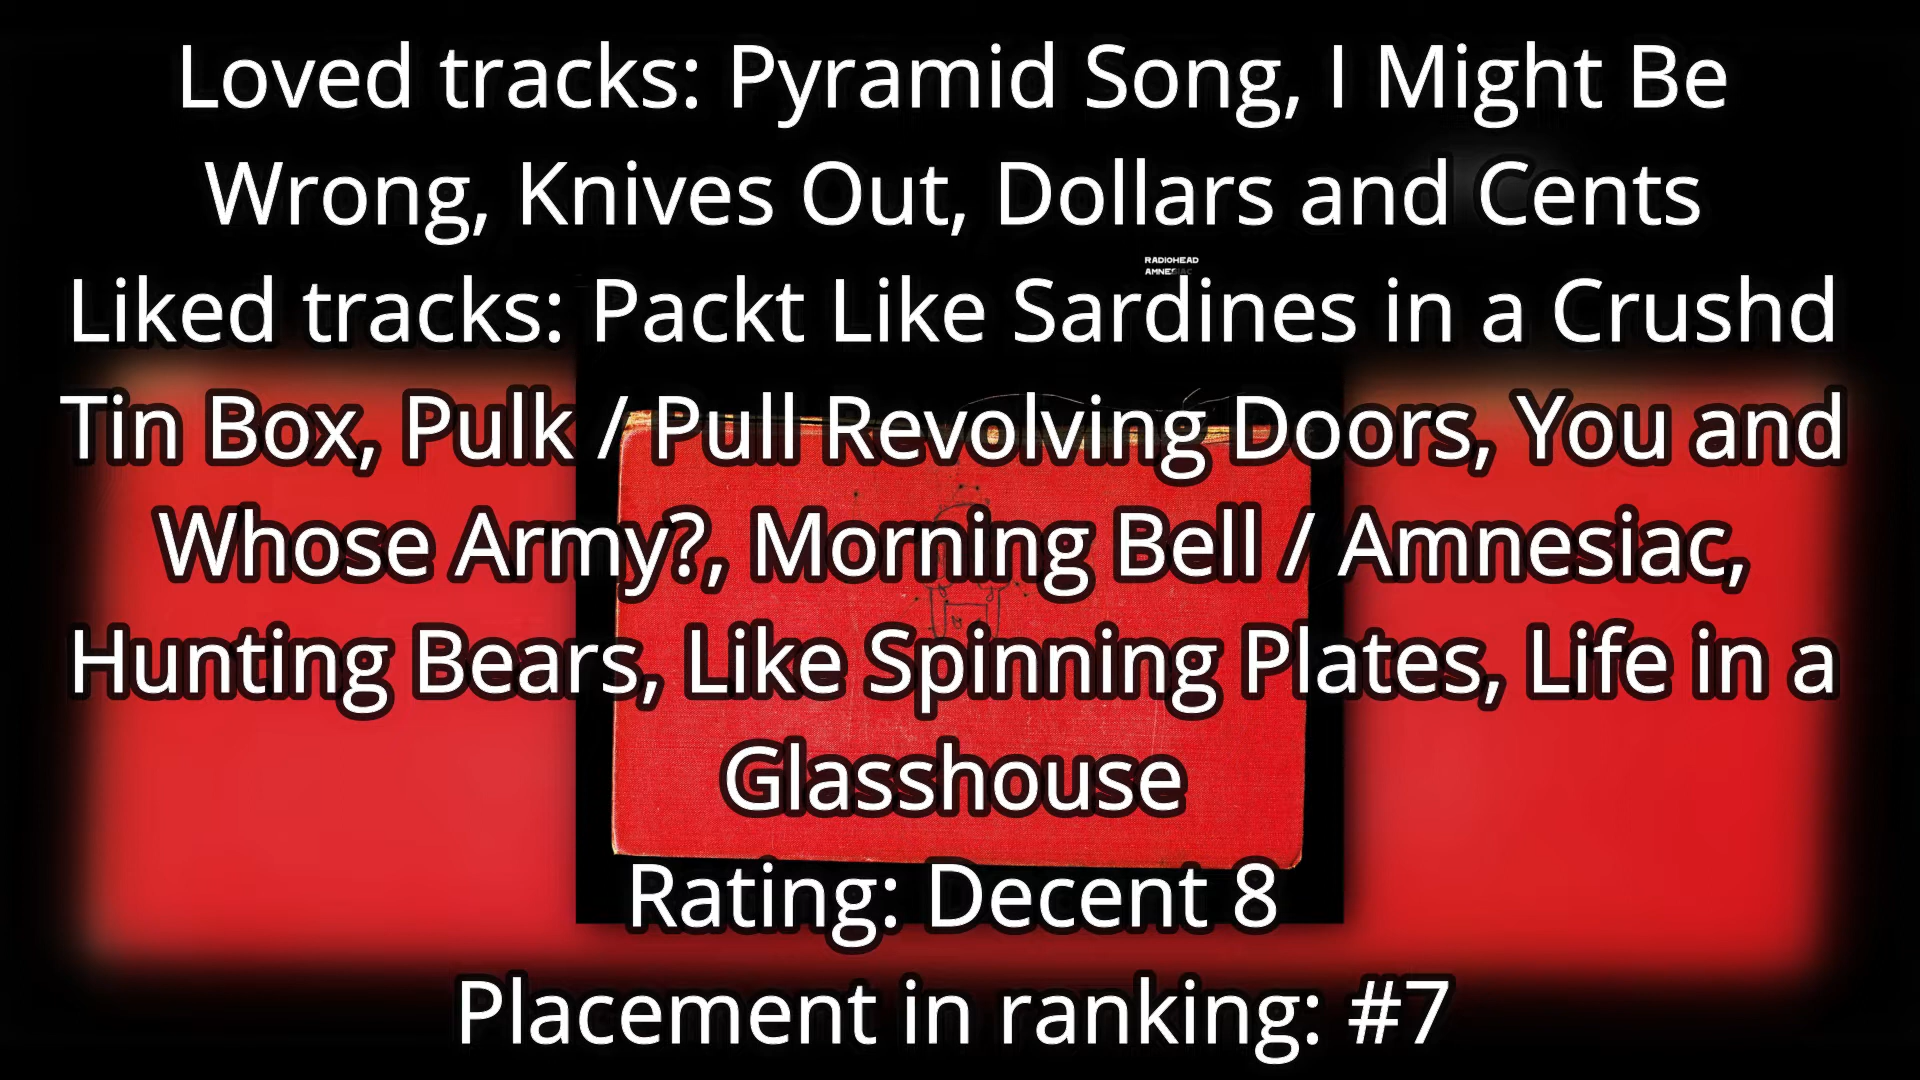 Loved tracks: Pyramid Song, I Might Be
Wrong, Knives Out, Dollars and Cents
RADIOHEAD
AMNESIAC
Liked tracks: Packt Like Sardines in a Crushd
Tin Box, Pulk / Pull Revolving Doors, You and
Whose Army?, Morning Bell / Amnesiac,
Hunting Bears, Like Spinning Plates, Life in a
Glasshouse
Rating: Decent 8
Placement in ranking: #7